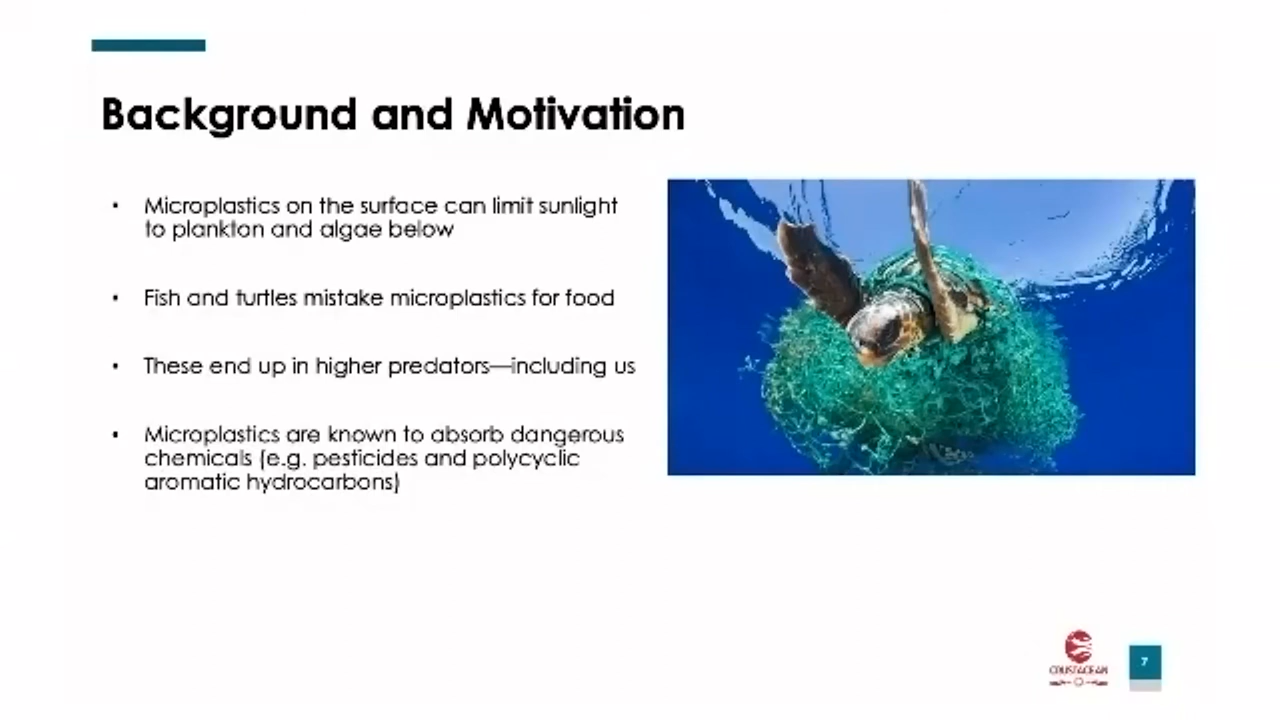 Background and Motivation
• Microplastics on the surface can limit sunlight
to plankton and algae below
• Fish and turtles mistake microplastics for food
• These end up in higher predators—including us
• Microplastics are known to absorb dangerous
chemicals (e.g. pesticides and polycyclic
aromatic hydrocarbons)
7